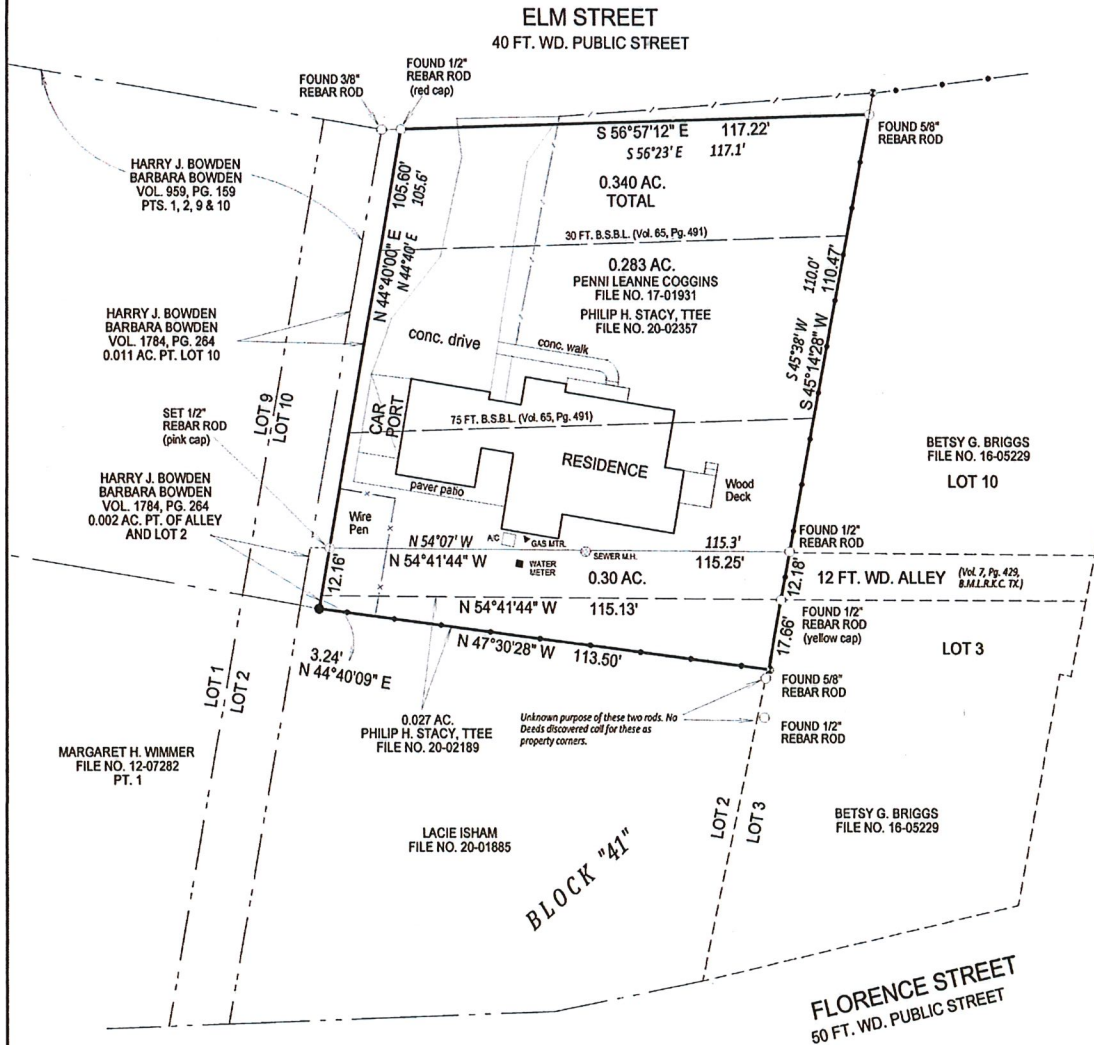 ELM STREET
40 FT. WD. PUBLIC STREET
FOUND 3/8"
REBAR ROD
FOUND 1/2"
REBAR ROD
(red cap)
S 56°57'12" E 117.22'
S 56°23' E 117.1'
FOUND 5/8"
REBAR ROD
HARRY J. BOWDEN
BARBARA BOWDEN
VOL. 959, PG. 159
PTS. 1, 2, 9 & 10
105.60'
105.6'
N 44°40'00" E
N 44°40' E
0.340 AC.
TOTAL
30 FT. B.S.B.L. (Vol. 65, Pg. 491)
0.283 AC.
PENNI LEANNE COGGINS
FILE NO. 17-01931
PHILIP H. STACY, TTEE
FILE NO. 20-02357
110.0'
110.47'
S 45°38' W
S 45°14'28" W
HARRY J. BOWDEN
BARBARA BOWDEN
VOL. 1784, PG. 264
0.011 AC. PT. LOT 10
conc. drive
conc. walk
LOT 9
LOT 10
SET 1/2"
REBAR ROD
(pink cap)
CAR
PORT
75 FT. B.S.B.L. (Vol. 65, Pg. 491)
RESIDENCE
Wood
Deck
BETSY G. BRIGGS
FILE NO. 16-05229
LOT 10
HARRY J. BOWDEN
BARBARA BOWDEN
VOL. 1784, PG. 264
0.002 AC. PT. OF ALLEY
AND LOT 2
paver patio
Wire
Pen
A/C
GAS MTR.
WATER
METER
SEWER M.H.
N 54°07' W 115.3'
N 54°41'44" W 115.25'
FOUND 1/2"
REBAR ROD
12.16'
0.30 AC.
12.18'
12 FT. WD. ALLEY
(Vol. 7, Pg. 429,
B.M.L.R.K.C. TX.)
N 54°41'44" W 115.13'
FOUND 1/2"
REBAR ROD
(yellow cap)
17.66'
LOT 3
N 47°30'28" W 113.50'
3.24'
N 44°40'09" E
LOT 1
LOT 2
FOUND 5/8"
REBAR ROD
0.027 AC.
PHILIP H. STACY, TTEE
FILE NO. 20-02189
Unknown purpose of these two rods. No
Deeds discovered call for these as
property corners.
FOUND 1/2"
REBAR ROD
MARGARET H. WIMMER
FILE NO. 12-07282
PT. 1
LACIE ISHAM
FILE NO. 20-01885
LOT 2
LOT 3
BETSY G. BRIGGS
FILE NO. 16-05229
BLOCK "41"
FLORENCE STREET
50 FT. WD. PUBLIC STREET